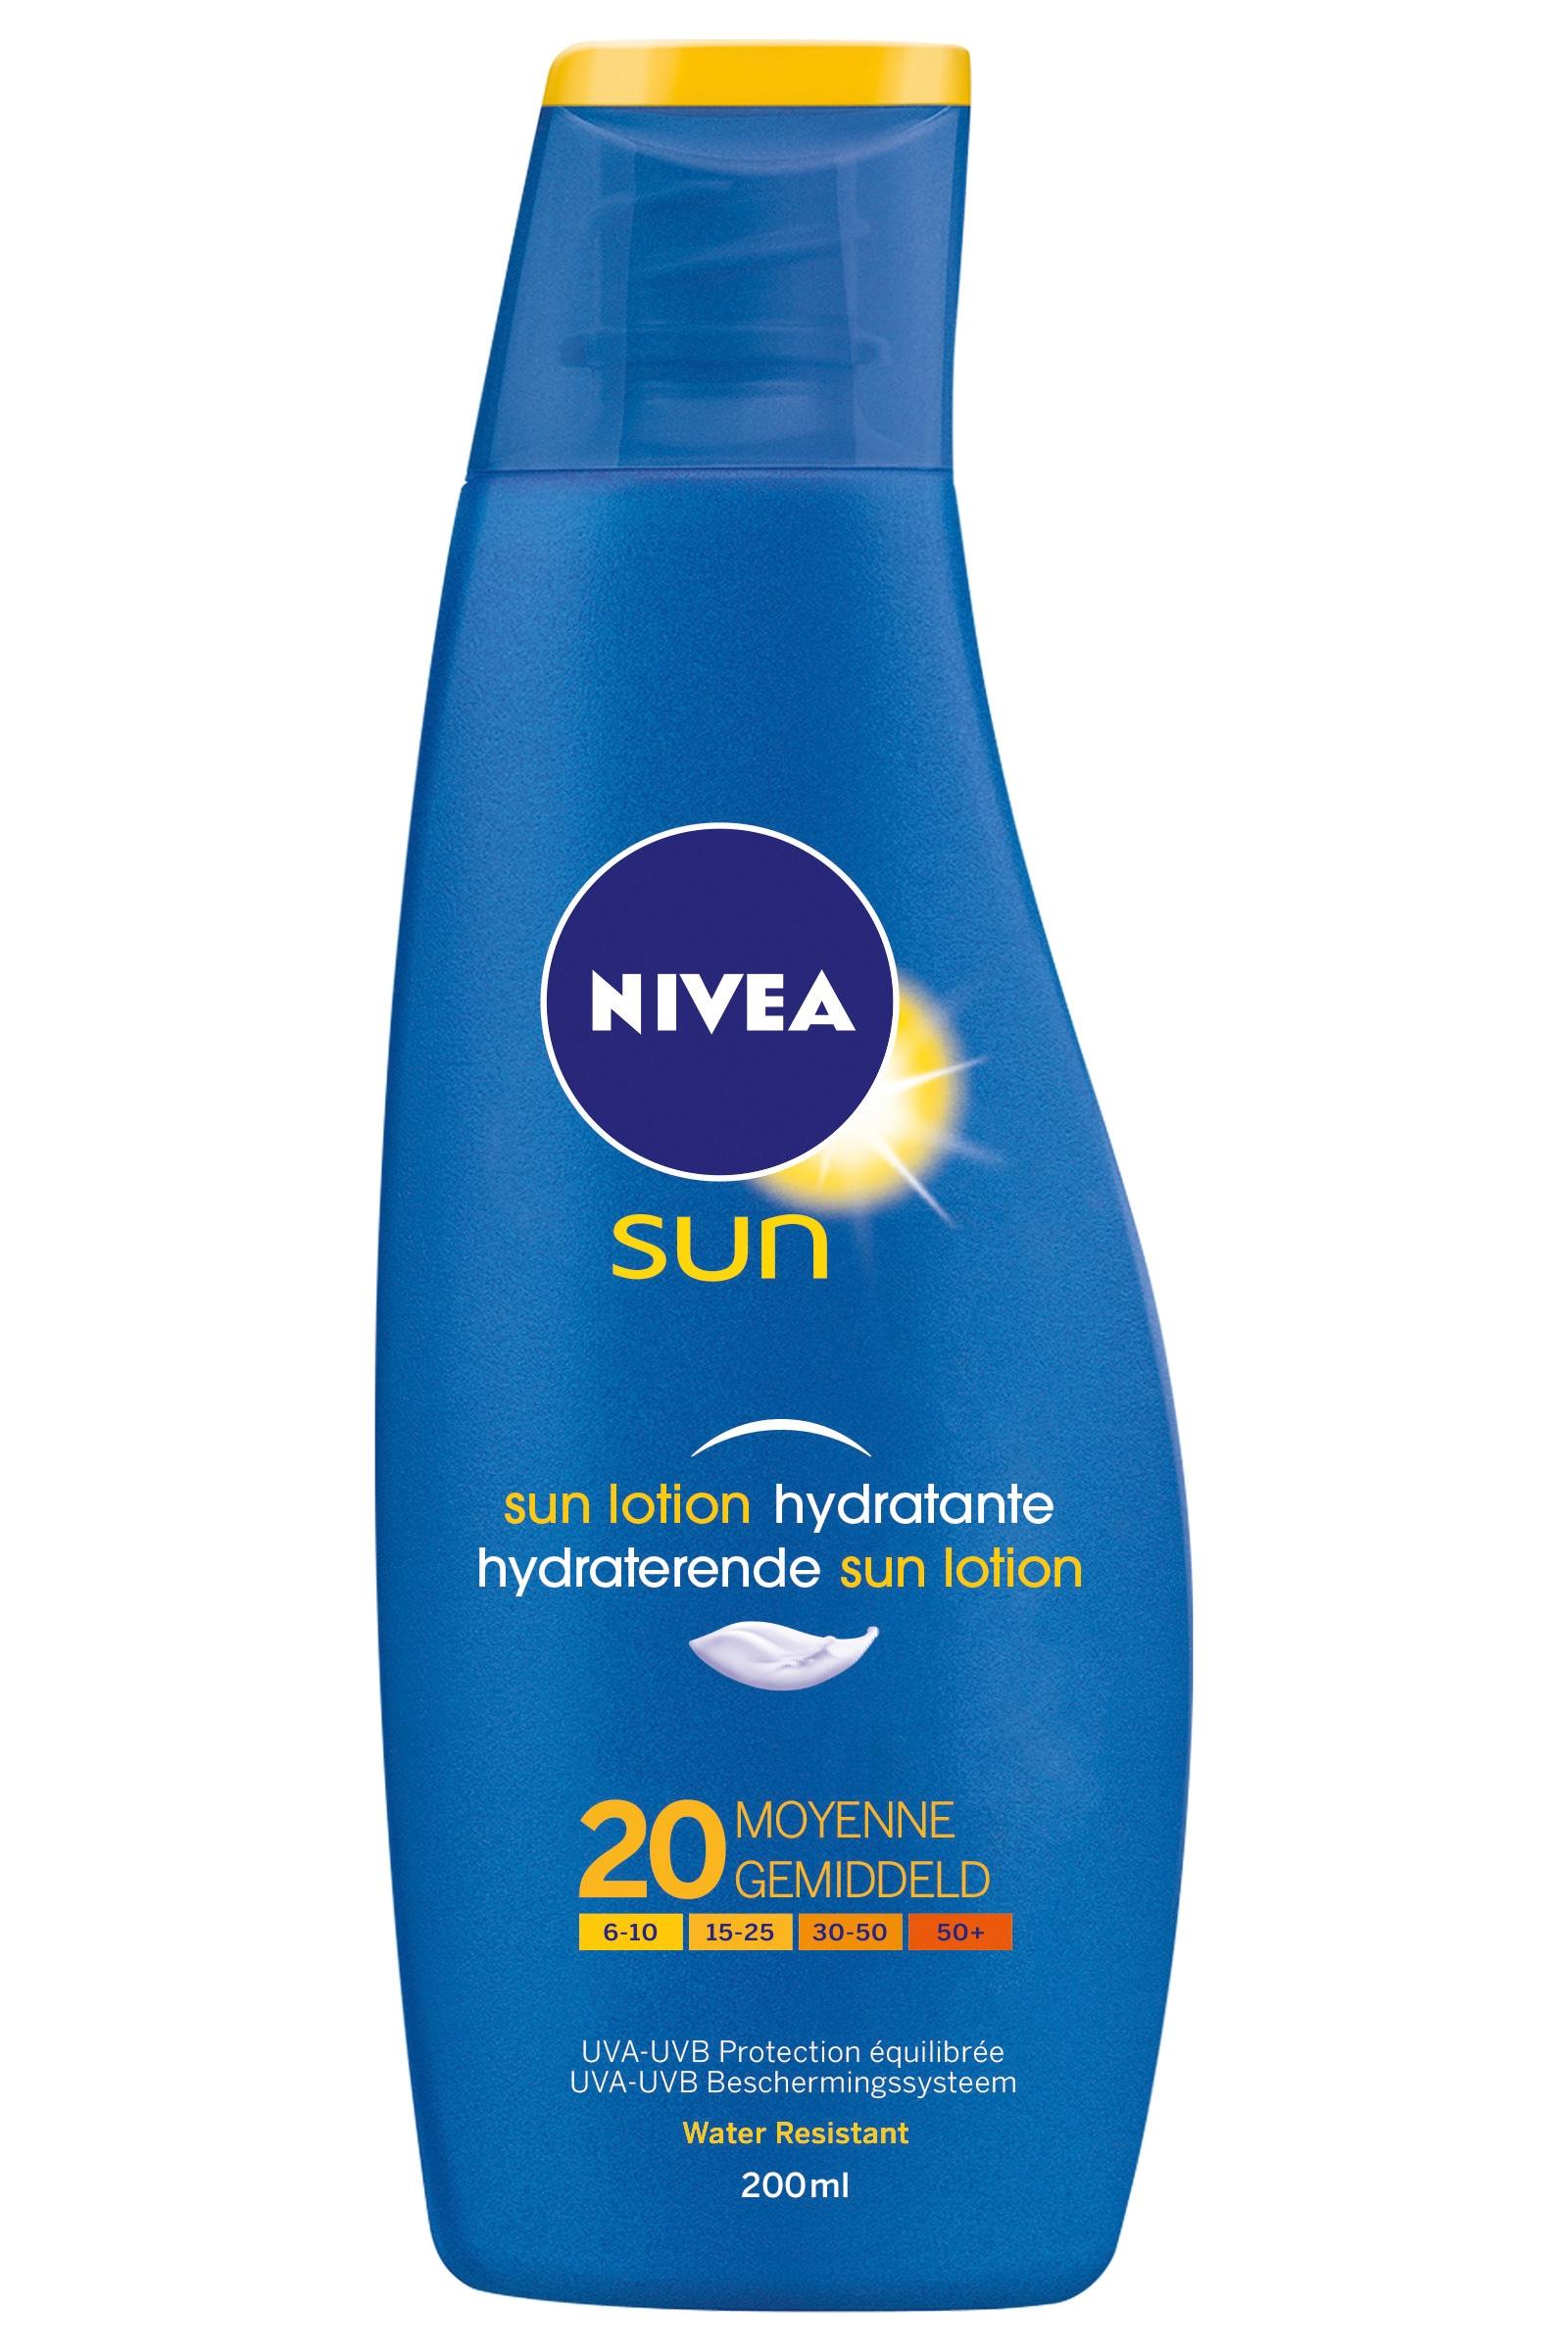 NIVEA
sun
sun lotion hydratante
hydraterende sun lotion
20 MOYENNE
GEMIDDELD
6-10 15-25 30-50 50+
UVA-UVB Protection équilibrée
UVA-UVB Beschermingssysteem
Water Resistant
200ml